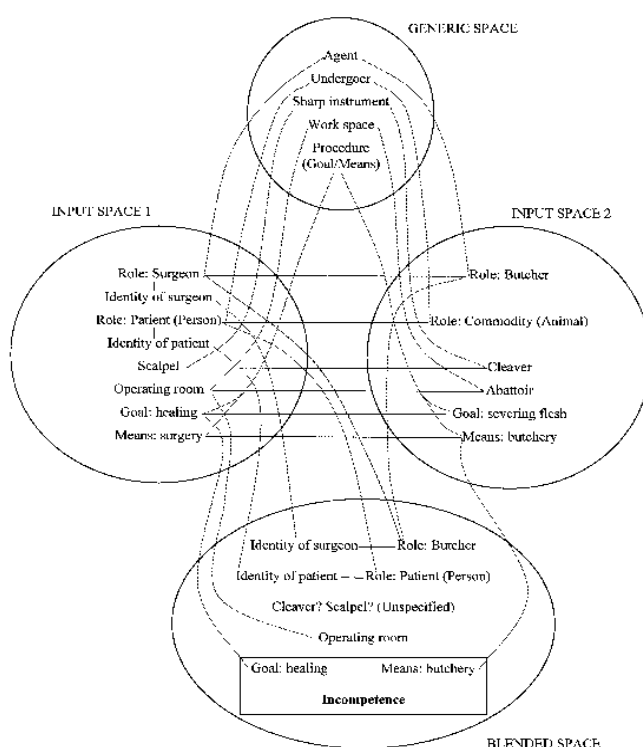 GENERIC SPACE
Agent
Undergoer
Sharp instrument
Work space
Procedure
(Goal/Means)
INPUT SPACE 1
INPUT SPACE 2
Role: Surgeon
Role: Butcher
Identity of surgeon
Role: Patient (Person)
Role: Commodity (Animal)
Identity of patient
Scalpel
Cleaver
Operating room
Abattoir
Goal: healing
Goal: severing flesh
Means: surgery
Means: butchery
Identity of surgeon
Role: Butcher
Identity of patient
Role: Patient (Person)
Cleaver? Scalpel? (Unspecified)
Operating room
Goal: healing
Means: butchery
Incompetence
BLENDED SPACE